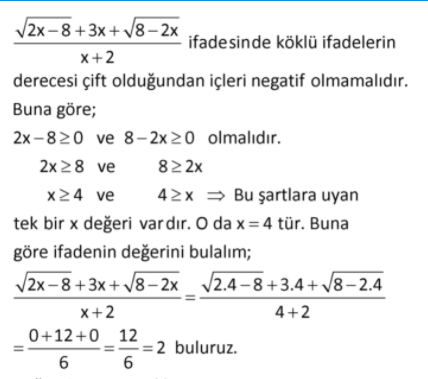 √2x – 8 + 3x + √8 – 2x
x + 2
ifadesinde köklü ifadelerin
derecesi çift olduğundan içleri negatif olmamalıdır.
Buna göre;
2x – 8 ≥ 0 ve 8 – 2x ≥ 0 olmalıdır.
2x ≥ 8 ve 8 ≥ 2x
x ≥ 4 ve 4 ≥ x ⇒ Bu şartlara uyan
tek bir x değeri vardır. O da x = 4 tür. Buna
göre ifadenin değerini bulalım;
√2x – 8 + 3x + √8 – 2x = √2.4 – 8 + 3.4 + √8 – 2.4
x + 2 4 + 2
= 0 + 12 + 0 = 12 = 2 buluruz.
6 6